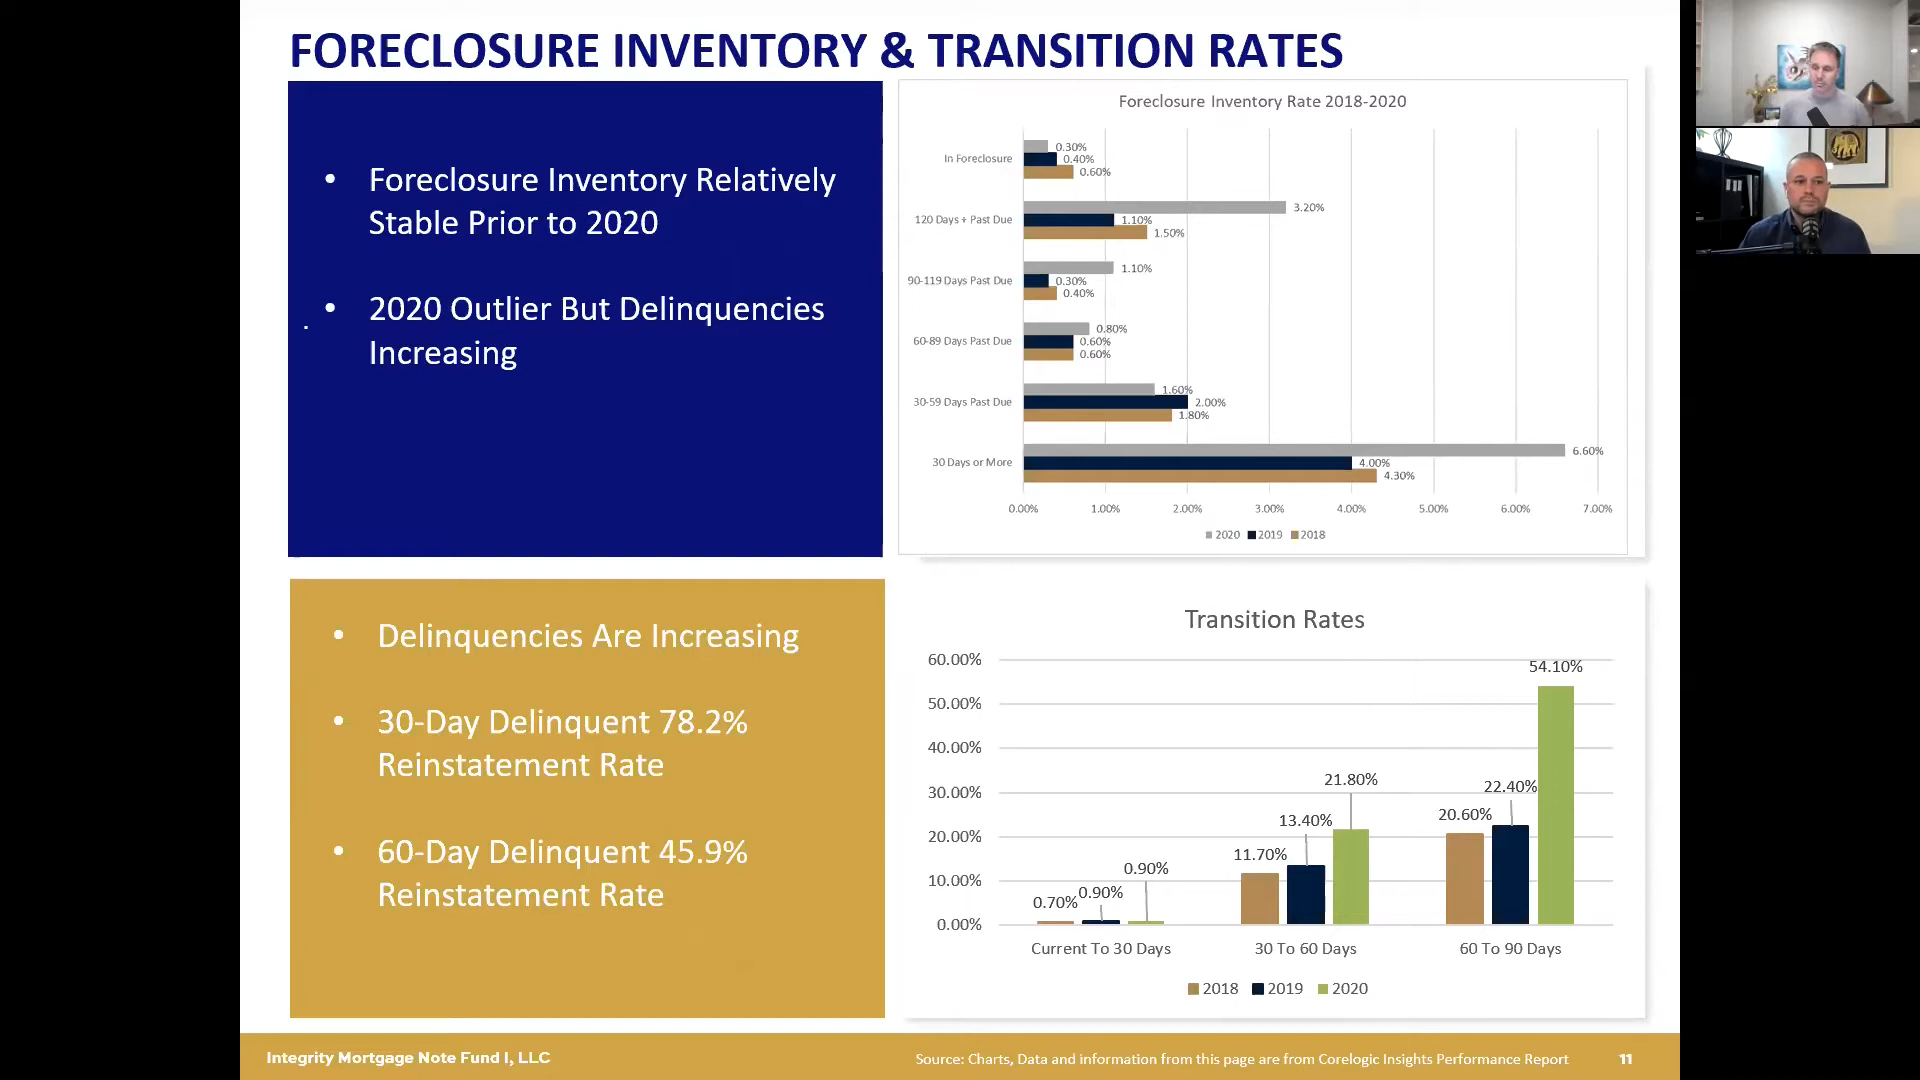 FORECLOSURE INVENTORY & TRANSITION RATES
• Foreclosure Inventory Relatively
Stable Prior to 2020
• 2020 Outlier But Delinquencies
Increasing
Foreclosure Inventory Rate 2018-2020
In Foreclosure
0.30%
0.40%
0.60%
120 Days + Past Due
3.20%
1.10%
1.50%
90-119 Days Past Due
1.10%
0.30%
0.40%
60-89 Days Past Due
0.80%
0.60%
0.60%
30-59 Days Past Due
1.60%
2.00%
1.80%
30 Days or More
6.60%
4.00%
4.30%
0.00% 1.00% 2.00% 3.00% 4.00% 5.00% 6.00% 7.00%
2020 2019 2018
• Delinquencies Are Increasing
• 30-Day Delinquent 78.2%
Reinstatement Rate
• 60-Day Delinquent 45.9%
Reinstatement Rate
Transition Rates
60.00%
50.00%
40.00%
30.00%
20.00%
10.00%
0.00%
0.70% 0.90% 0.90%
11.70% 13.40% 21.80%
20.60% 22.40% 54.10%
Current To 30 Days 30 To 60 Days 60 To 90 Days
2018 2019 2020
Integrity Mortgage Note Fund I, LLC
Source: Charts, Data and information from this page are from Corelogic Insights Performance Report
11